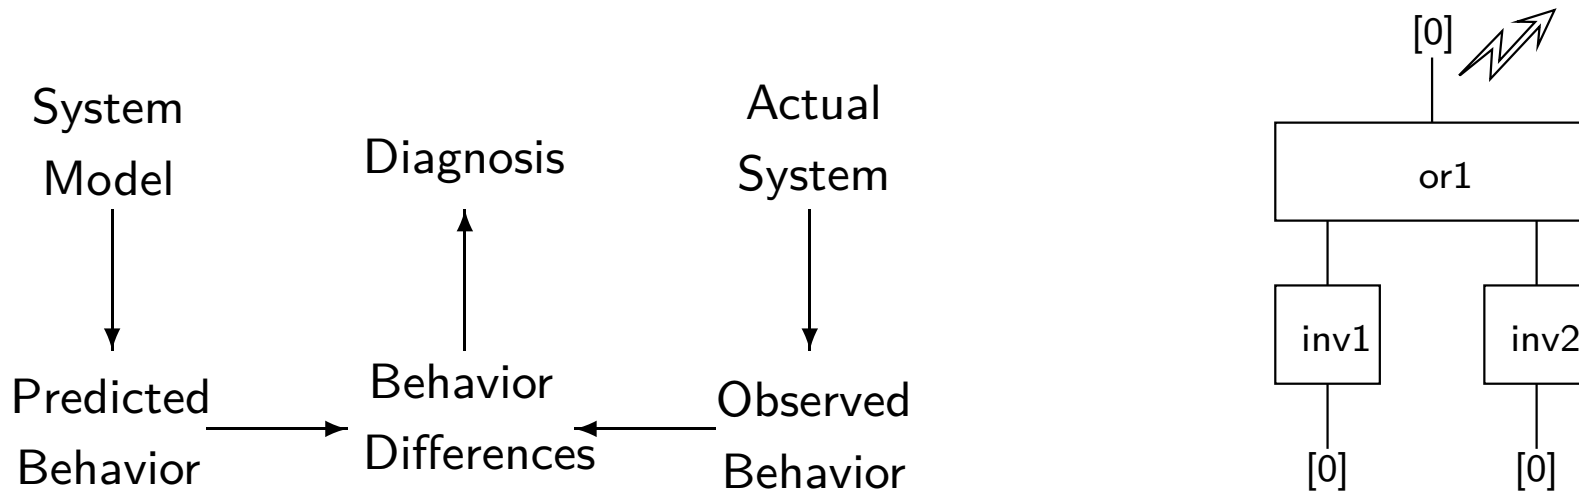 System
Model
Diagnosis
Actual
System
Predicted
Behavior
Behavior
Differences
Observed
Behavior
[0]
or1
inv1
inv2
[0]
[0]